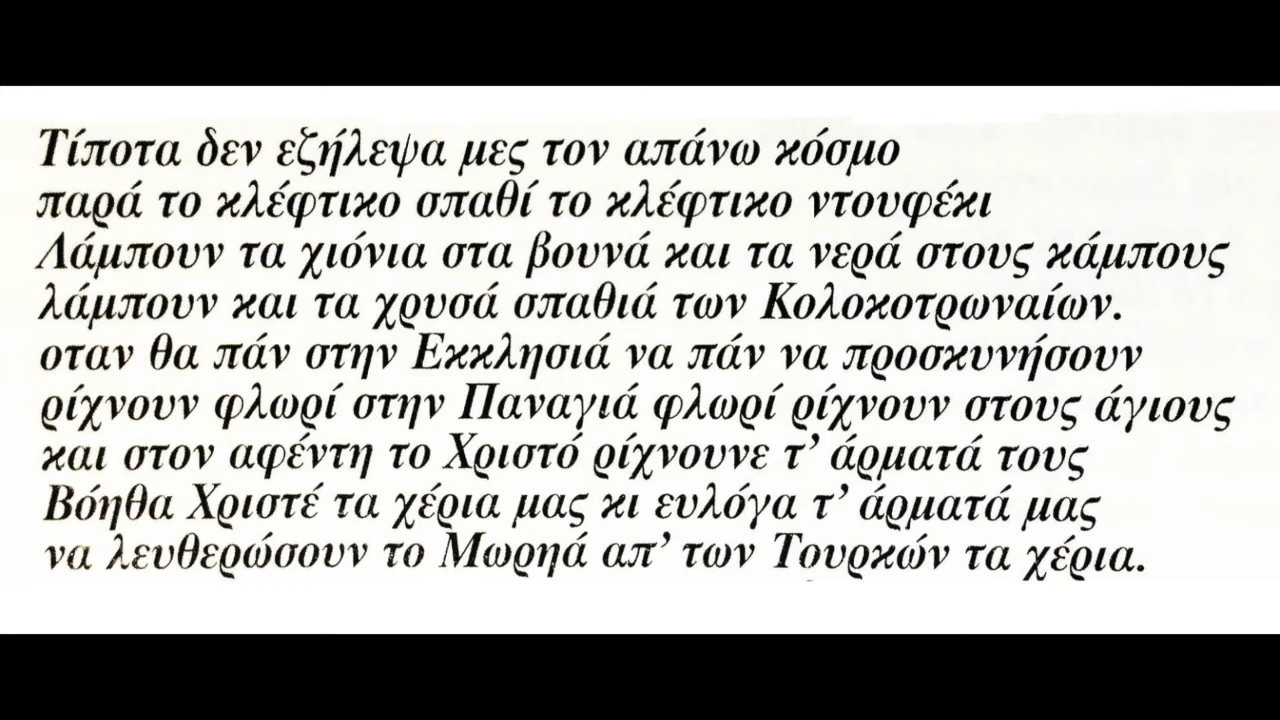 Τίποτα δεν εζήλεψα μες τον απάνω κόσμο
παρά το κλέφτικο σπαθί το κλέφτικο ντουφέκι
Λάμπουν τα χιόνια στα βουνά και τα νερά στους κάμπους
λάμπουν και τα χρυσά σπαθιά των Κολοκοτρωναίων.
οταν θα πάν στην Εκκλησιά να πάν να προσκυνήσουν
ρίχνουν φλωρί στην Παναγιά φλωρί ρίχνουν στους άγιους
και στον αφέντη το Χριστό ρίχνουνε τ’ άρματά τους
Βόηθα Χριστέ τα χέρια μας κι ευλόγα τ’ άρματά μας
να λευθερώσουν το Μωρηά απ’ των Τουρκών τα χέρια.